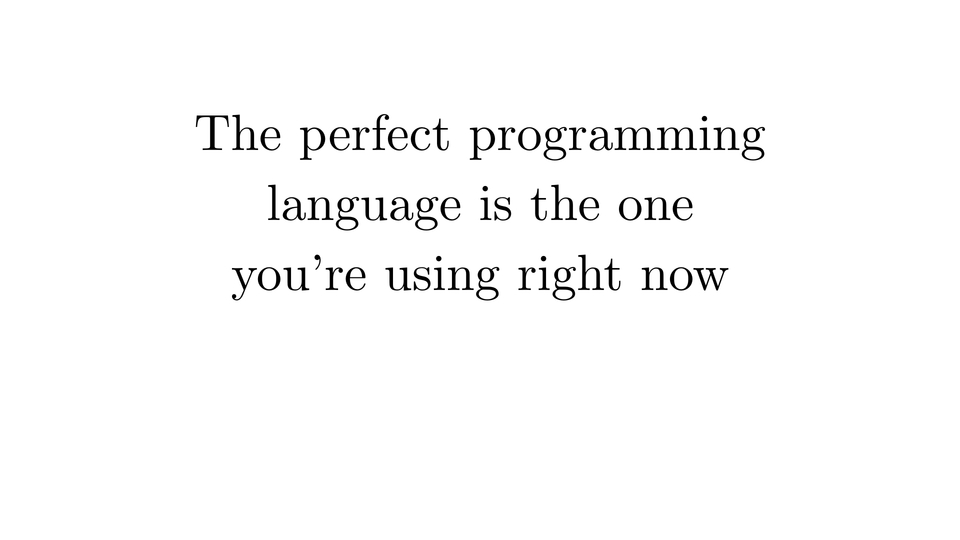 The perfect programming
language is the one
you’re using right now